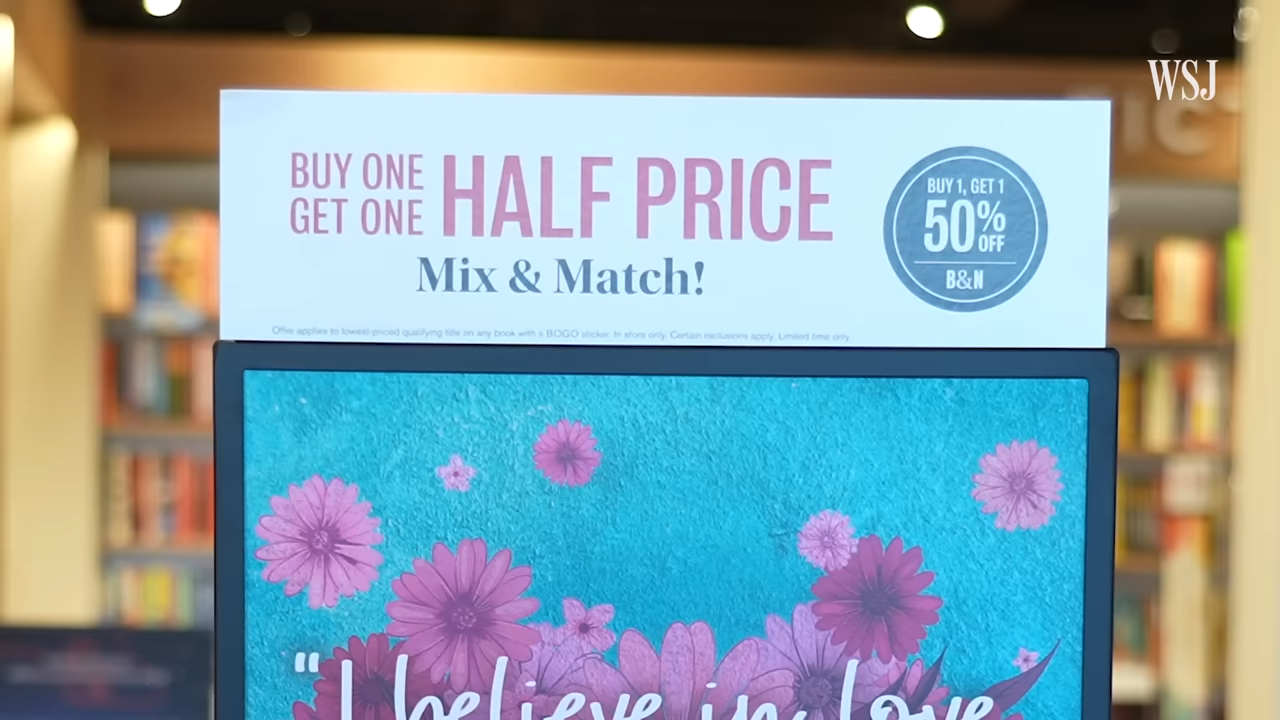 WSJ
BUY ONE
GET ONE
HALF PRICE
Mix & Match!
BUY 1, GET 1
50%
OFF
B&N
Offer applies to lowest-priced qualifying title on any book with a BOGO sticker. In store only. Certain exclusions apply. Limited time only.
"I believe in love